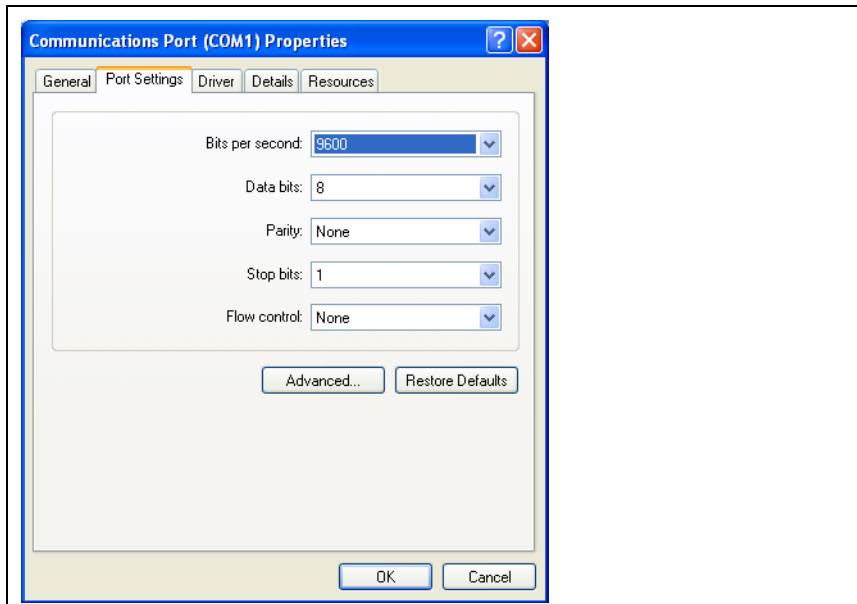 Communications Port (COM1) Properties
General Port Settings Driver Details Resources
Bits per second: 9600
Data bits: 8
Parity: None
Stop bits: 1
Flow control: None
Advanced... Restore Defaults
OK Cancel